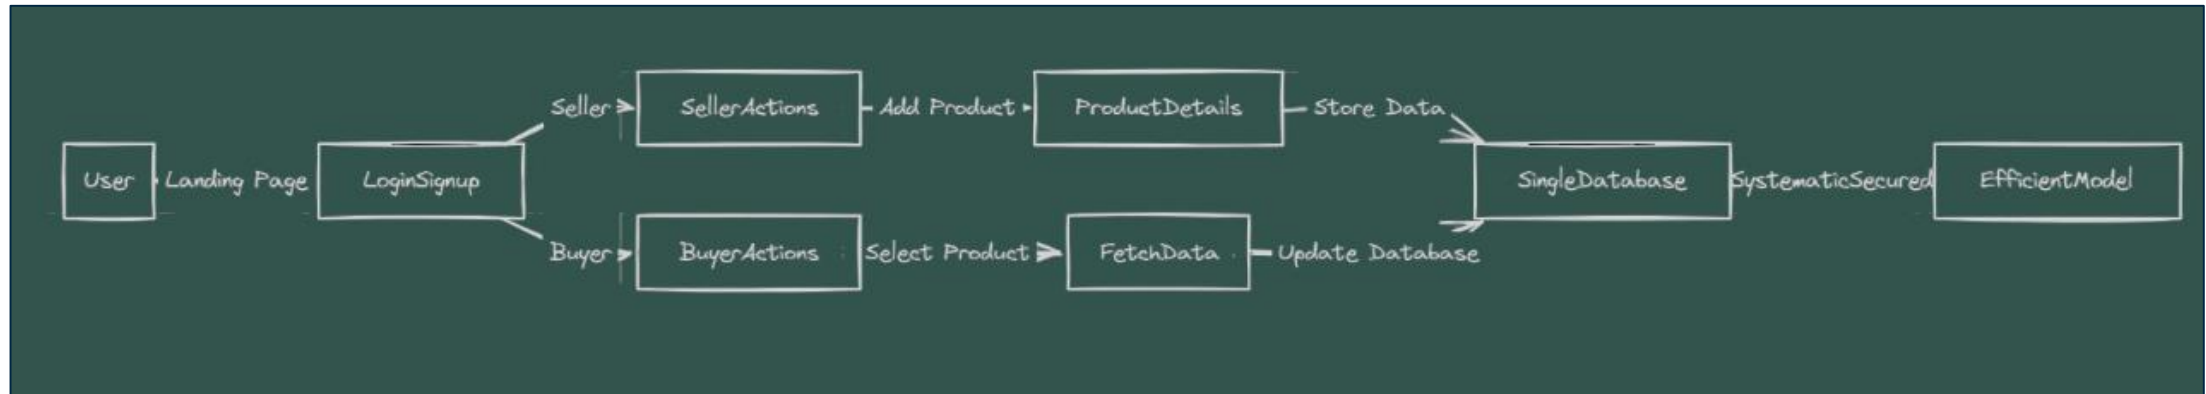 User
Landing Page
LoginSignup
Seller
SellerActions
Add Product
ProductDetails
Store Data
Buyer
BuyerActions
Select Product
FetchData
Update Database
SingleDatabase
SystematicSecured
EfficientModel